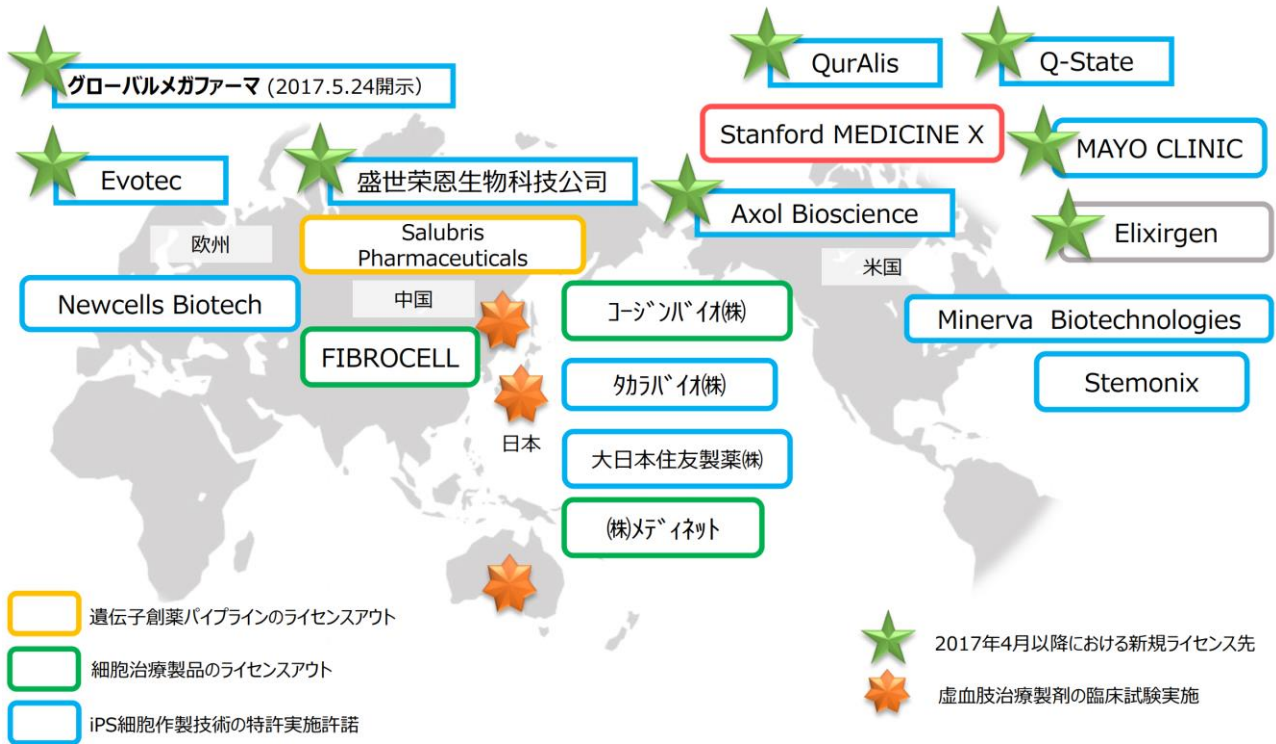 QurAlis
Q-State
グローバルメガファーマ (2017.5.24開示)
Stanford MEDICINE X
MAYO CLINIC
Evotec
盛世荣恩生物科技公司
Axol Bioscience
Elixirgen
欧州
Salubris
Pharmaceuticals
米国
Newcells Biotech
中国
コージンバイオ㈱
Minerva Biotechnologies
FIBROCELL
タカラバイオ㈱
Stemonix
日本
大日本住友製薬㈱
㈱メディネット
遺伝子創薬パイプラインのライセンスアウト
細胞治療製品のライセンスアウト
iPS細胞作製技術の特許実施許諾
2017年4月以降における新規ライセンス先
虚血肢治療製剤の臨床試験実施